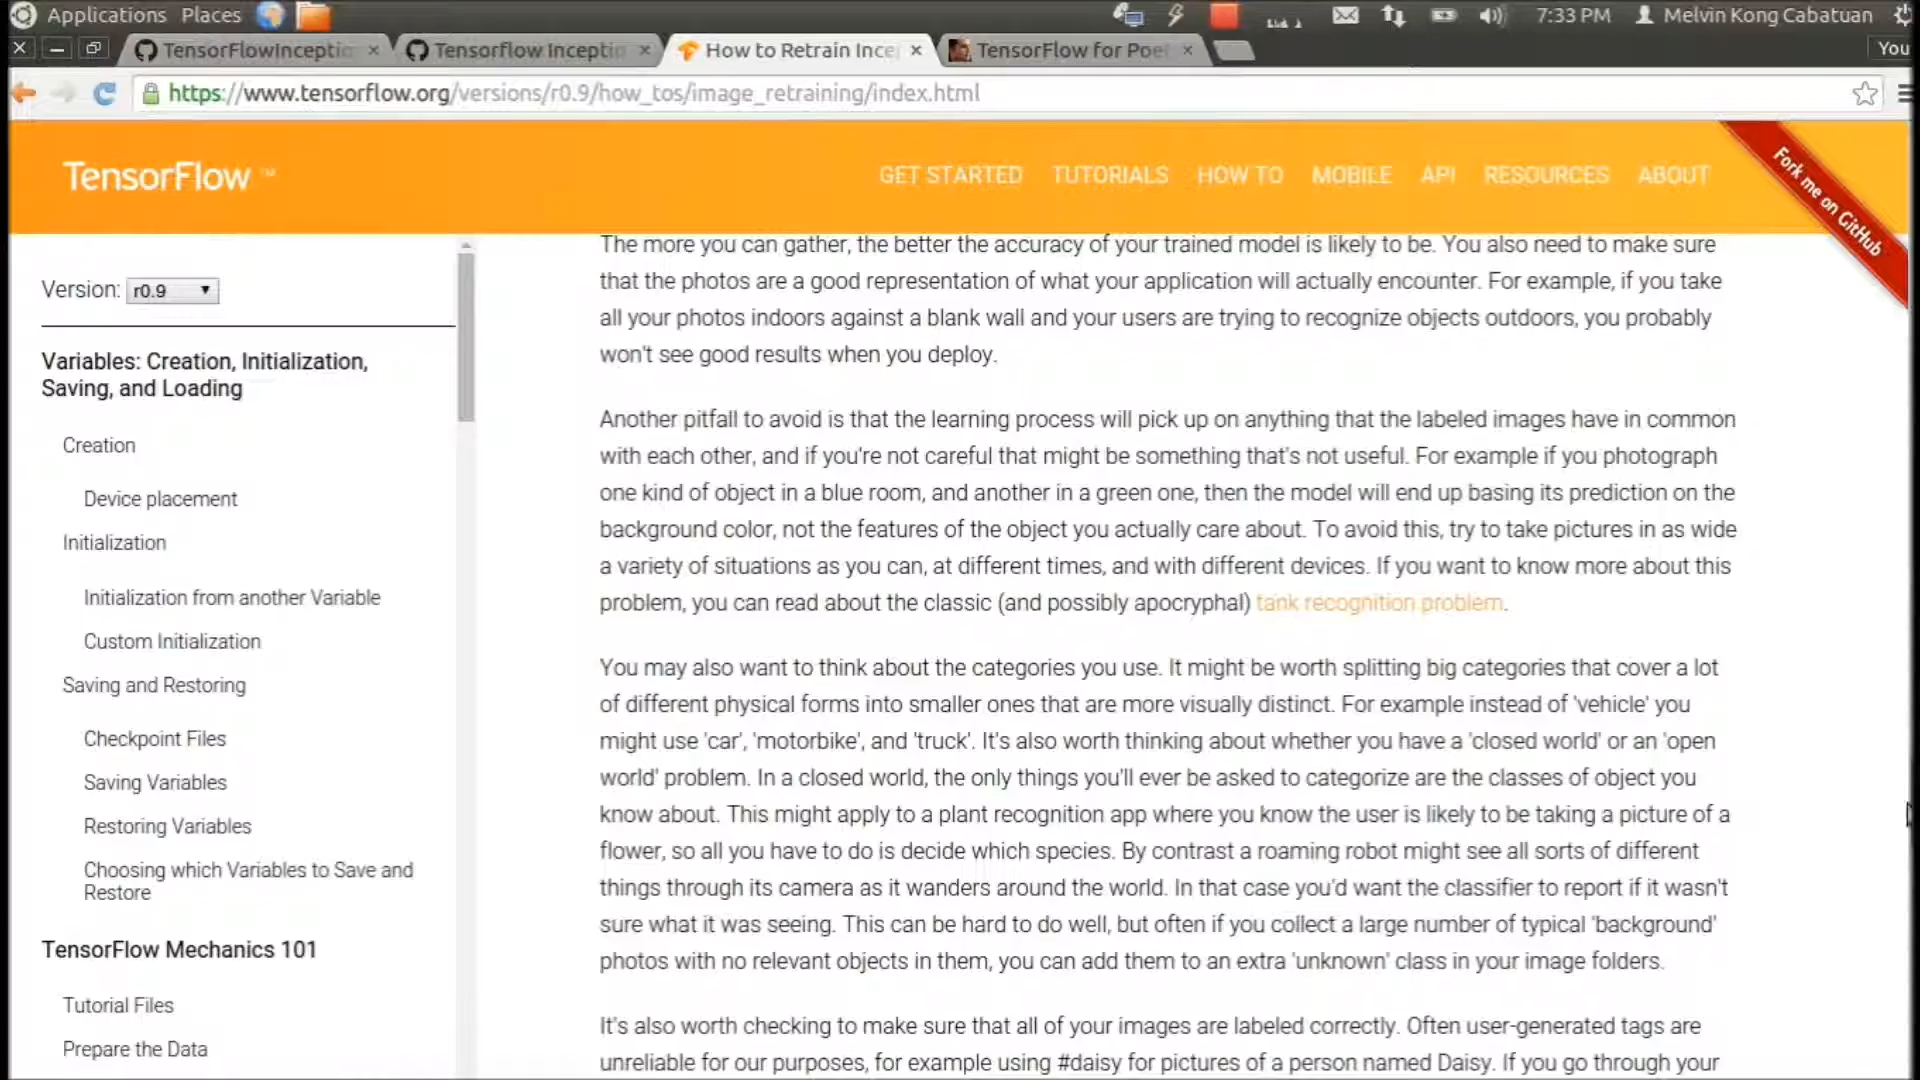 Applications Places 7:33 PM Melvin Kong Cabatuan
TensorFlowInceptio Tensorflow Inceptio How to Retrain Ince TensorFlow for Poe You
https://www.tensorflow.org/versions/r0.9/how_tos/image_retraining/index.html
TensorFlow ™ GET STARTED TUTORIALS HOW TO MOBILE API RESOURCES ABOUT
Fork me on GitHub
Version: r0.9
Variables: Creation, Initialization,
Saving, and Loading
Creation
Device placement
Initialization
Initialization from another Variable
Custom Initialization
Saving and Restoring
Checkpoint Files
Saving Variables
Restoring Variables
Choosing which Variables to Save and
Restore
TensorFlow Mechanics 101
Tutorial Files
Prepare the Data
The more you can gather, the better the accuracy of your trained model is likely to be. You also need to make sure
that the photos are a good representation of what your application will actually encounter. For example, if you take
all your photos indoors against a blank wall and your users are trying to recognize objects outdoors, you probably
won't see good results when you deploy.
Another pitfall to avoid is that the learning process will pick up on anything that the labeled images have in common
with each other, and if you're not careful that might be something that's not useful. For example if you photograph
one kind of object in a blue room, and another in a green one, then the model will end up basing its prediction on the
background color, not the features of the object you actually care about. To avoid this, try to take pictures in as wide
a variety of situations as you can, at different times, and with different devices. If you want to know more about this
problem, you can read about the classic (and possibly apocryphal) tank recognition problem.
You may also want to think about the categories you use. It might be worth splitting big categories that cover a lot
of different physical forms into smaller ones that are more visually distinct. For example instead of 'vehicle' you
might use 'car', 'motorbike', and 'truck'. It's also worth thinking about whether you have a 'closed world' or an 'open
world' problem. In a closed world, the only things you'll ever be asked to categorize are the classes of object you
know about. This might apply to a plant recognition app where you know the user is likely to be taking a picture of a
flower, so all you have to do is decide which species. By contrast a roaming robot might see all sorts of different
things through its camera as it wanders around the world. In that case you'd want the classifier to report if it wasn't
sure what it was seeing. This can be hard to do well, but often if you collect a large number of typical 'background'
photos with no relevant objects in them, you can add them to an extra 'unknown' class in your image folders.
It's also worth checking to make sure that all of your images are labeled correctly. Often user-generated tags are
unreliable for our purposes, for example using #daisy for pictures of a person named Daisy. If you go through your